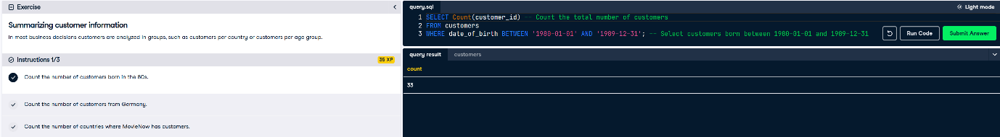 Exercise
Summarizing customer information
In most business decisions customers are analyzed in groups, such as customers per country or customers per age group.
Instructions 1/3
35 XP
Count the number of customers born in the 80s.
Count the number of customers from Germany.
Count the number of countries where MovieNow has customers.
query.sql
Light mode
1 SELECT Count(customer_id) -- Count the total number of customers
2 FROM customers
3 WHERE date_of_birth BETWEEN '1980-01-01' AND '1989-12-31'; -- Select customers born between 1980-01-01 and 1989-12-31
Run Code
Submit Answer
query result
customers
count
33